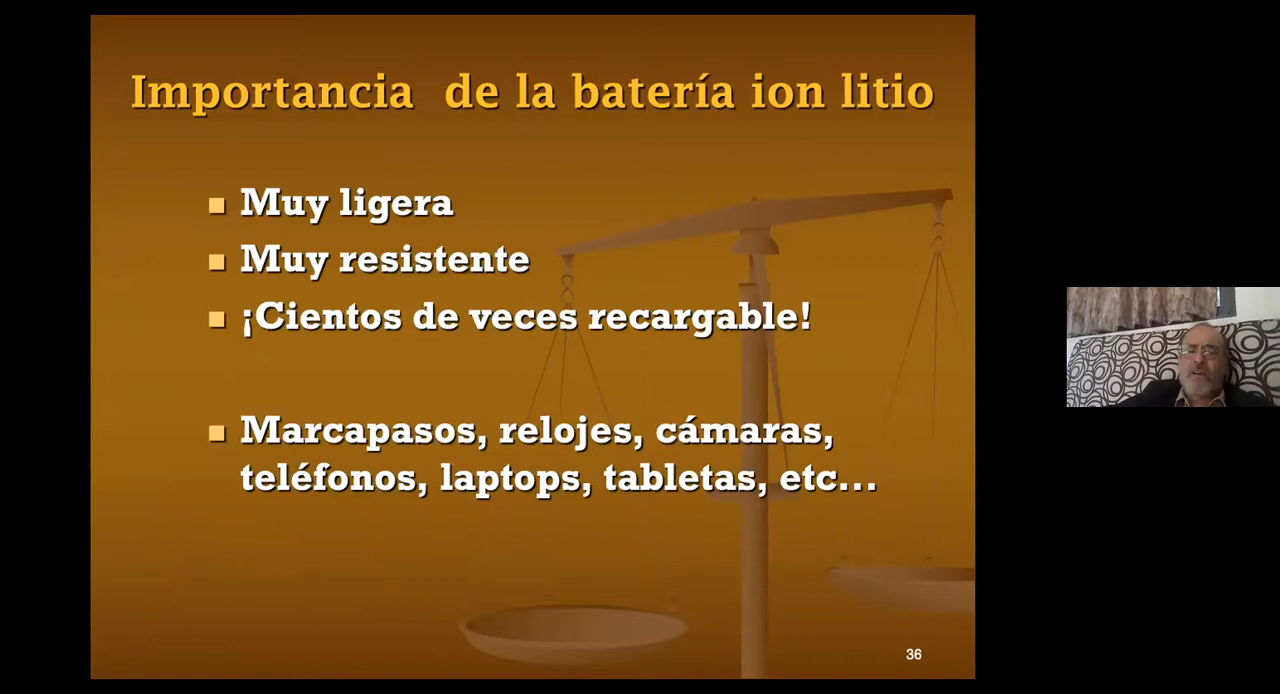 Importancia de la batería ion litio
Muy ligera
Muy resistente
¡Cientos de veces recargable!
Marcapasos, relojes, cámaras,
teléfonos, laptops, tabletas, etc...
36